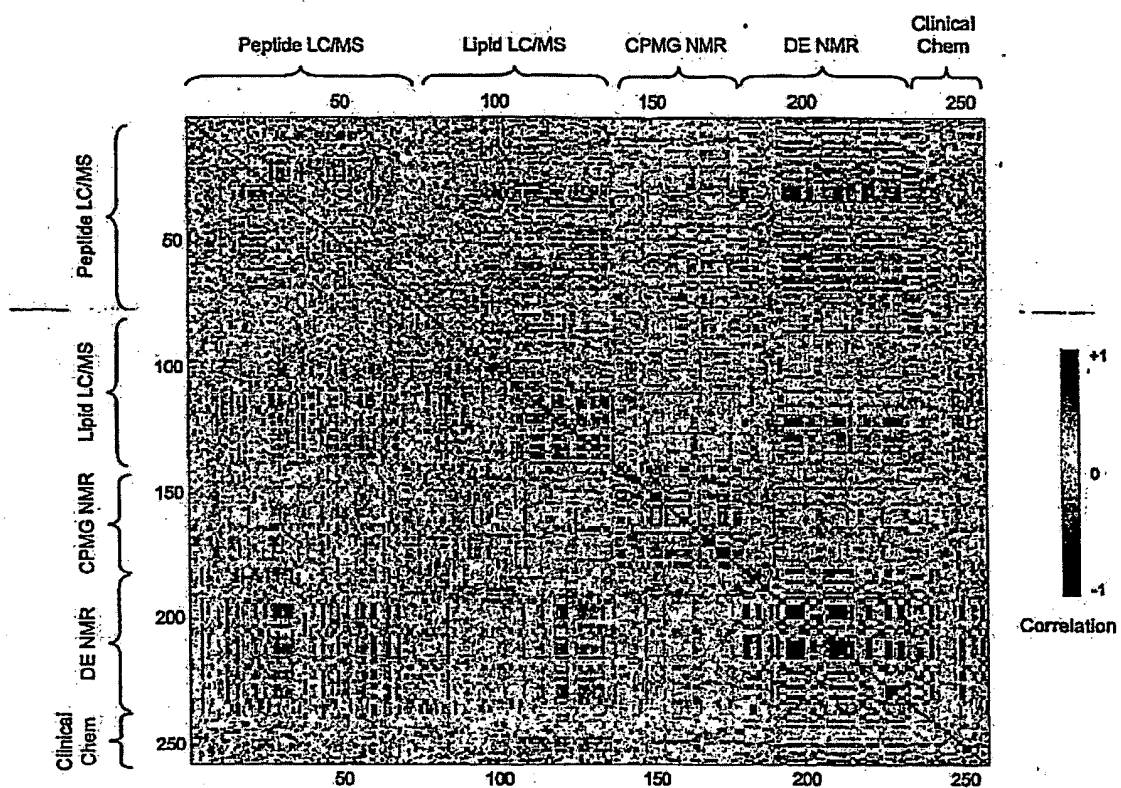 Clinical
Chem
Peptide LC/MS
Lipid LC/MS
CPMG NMR
DE NMR
50
100
150
200
250
Peptide LC/MS
Lipid LC/MS
CPMG NMR
DE NMR
Clinical
Chem
50
100
150
200
250
+1
0
-1
Correlation
50
100
150
200
250